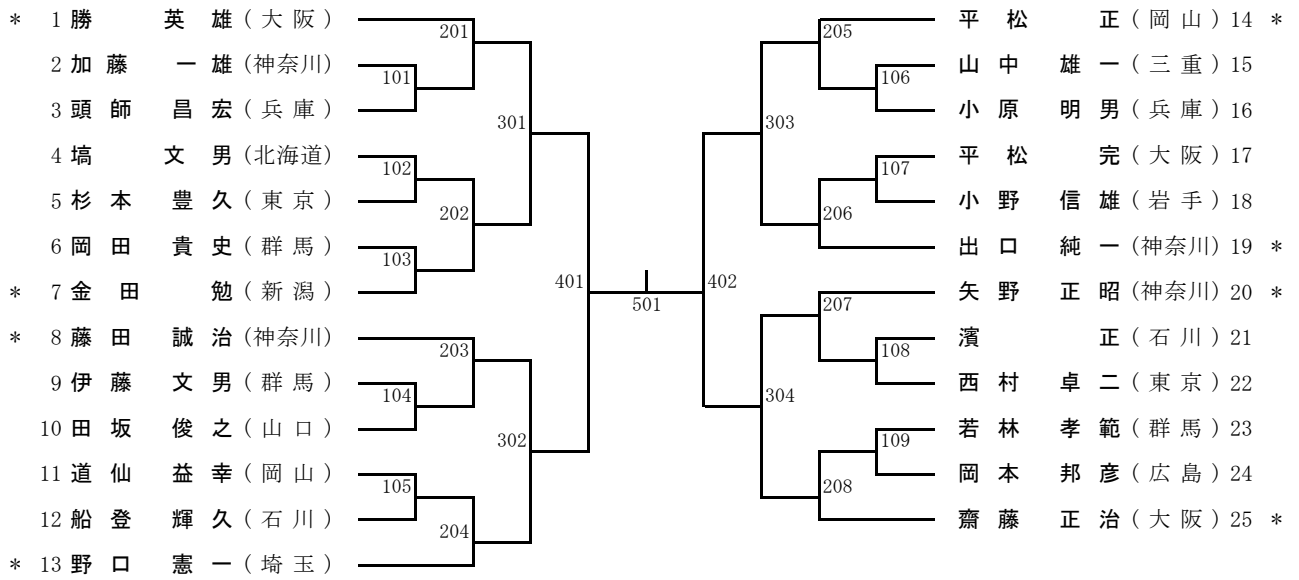 * 1 勝 英 雄 ( 大 阪 )
2 加 藤 一 雄 (神奈川)
3 頭 師 昌 宏 ( 兵 庫 )
4 塙 文 男 (北海道)
5 杉 本 豊 久 ( 東 京 )
6 岡 田 貴 史 ( 群 馬 )
* 7 金 田 勉 ( 新 潟 )
* 8 藤 田 誠 治 (神奈川)
9 伊 藤 文 男 ( 群 馬 )
10 田 坂 俊 之 ( 山 口 )
11 道 仙 益 幸 ( 岡 山 )
12 船 登 輝 久 ( 石 川 )
* 13 野 口 憲 一 ( 埼 玉 )
201
101
301
102
202
103
401
203
104
302
105
204
501
402
205
106
303
107
206
207
108
304
109
208
平 松 正 ( 岡 山 ) 14 *
山 中 雄 一 ( 三 重 ) 15
小 原 明 男 ( 兵 庫 ) 16
平 松 完 ( 大 阪 ) 17
小 野 信 雄 ( 岩 手 ) 18
出 口 純 一 (神奈川) 19 *
矢 野 正 昭 (神奈川) 20 *
濱 正 ( 石 川 ) 21
西 村 卓 二 ( 東 京 ) 22
若 林 孝 範 ( 群 馬 ) 23
岡 本 邦 彦 ( 広 島 ) 24
齋 藤 正 治 ( 大 阪 ) 25 *